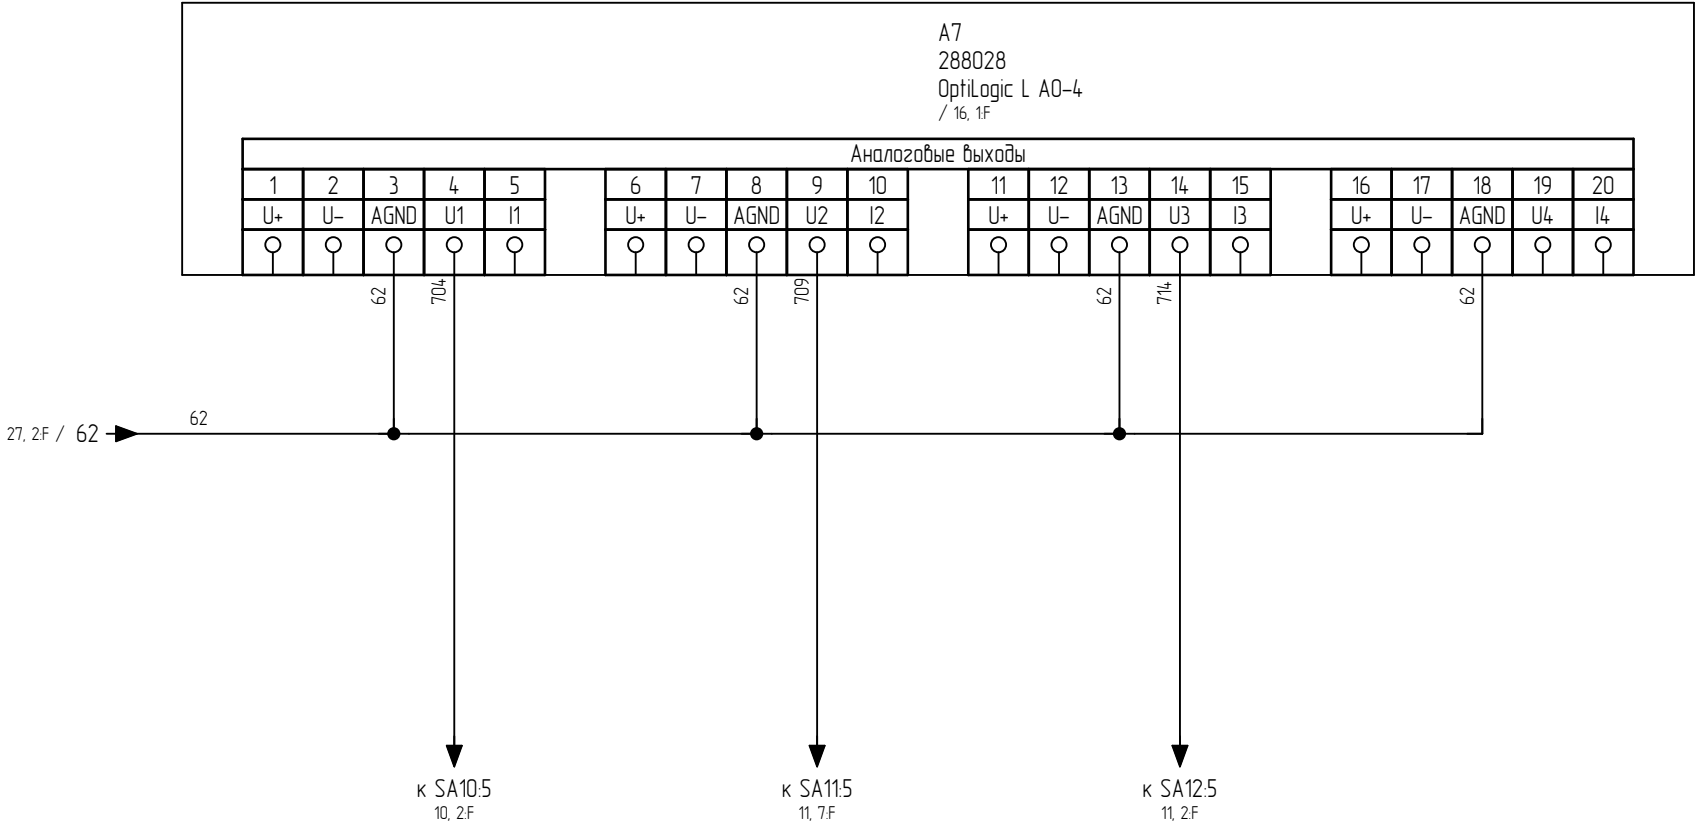 A7
288028
OptiLogic L AO-4
/ 16, 1:F
Аналоговые выходы
1 2 3 4 5 6 7 8 9 10 11 12 13 14 15 16 17 18 19 20
U+ U- AGND U1 I1 U+ U- AGND U2 I2 U+ U- AGND U3 I3 U+ U- AGND U4 I4
62 704 62 709 62 714 62
62
27, 2:F / 62
к SA10:5 к SA11:5 к SA12:5
10, 2:F 11, 7:F 11, 2:F